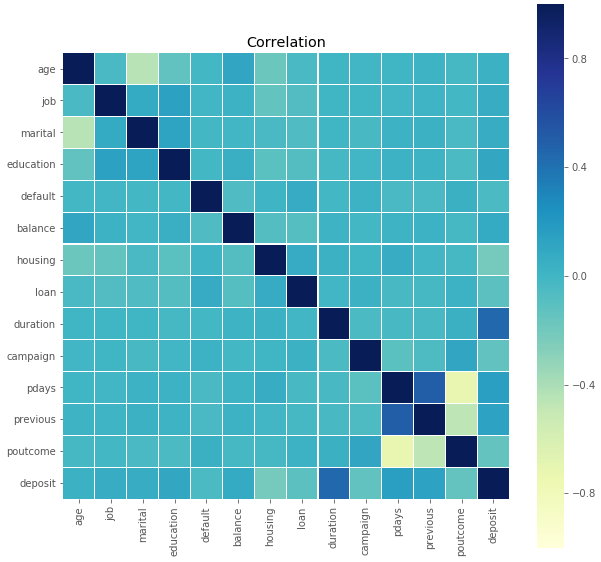 Correlation
age
job
marital
education
default
balance
housing
loan
duration
campaign
pdays
previous
poutcome
deposit
age
job
marital
education
default
balance
housing
loan
duration
campaign
pdays
previous
poutcome
deposit
0.8
0.4
0.0
−0.4
−0.8